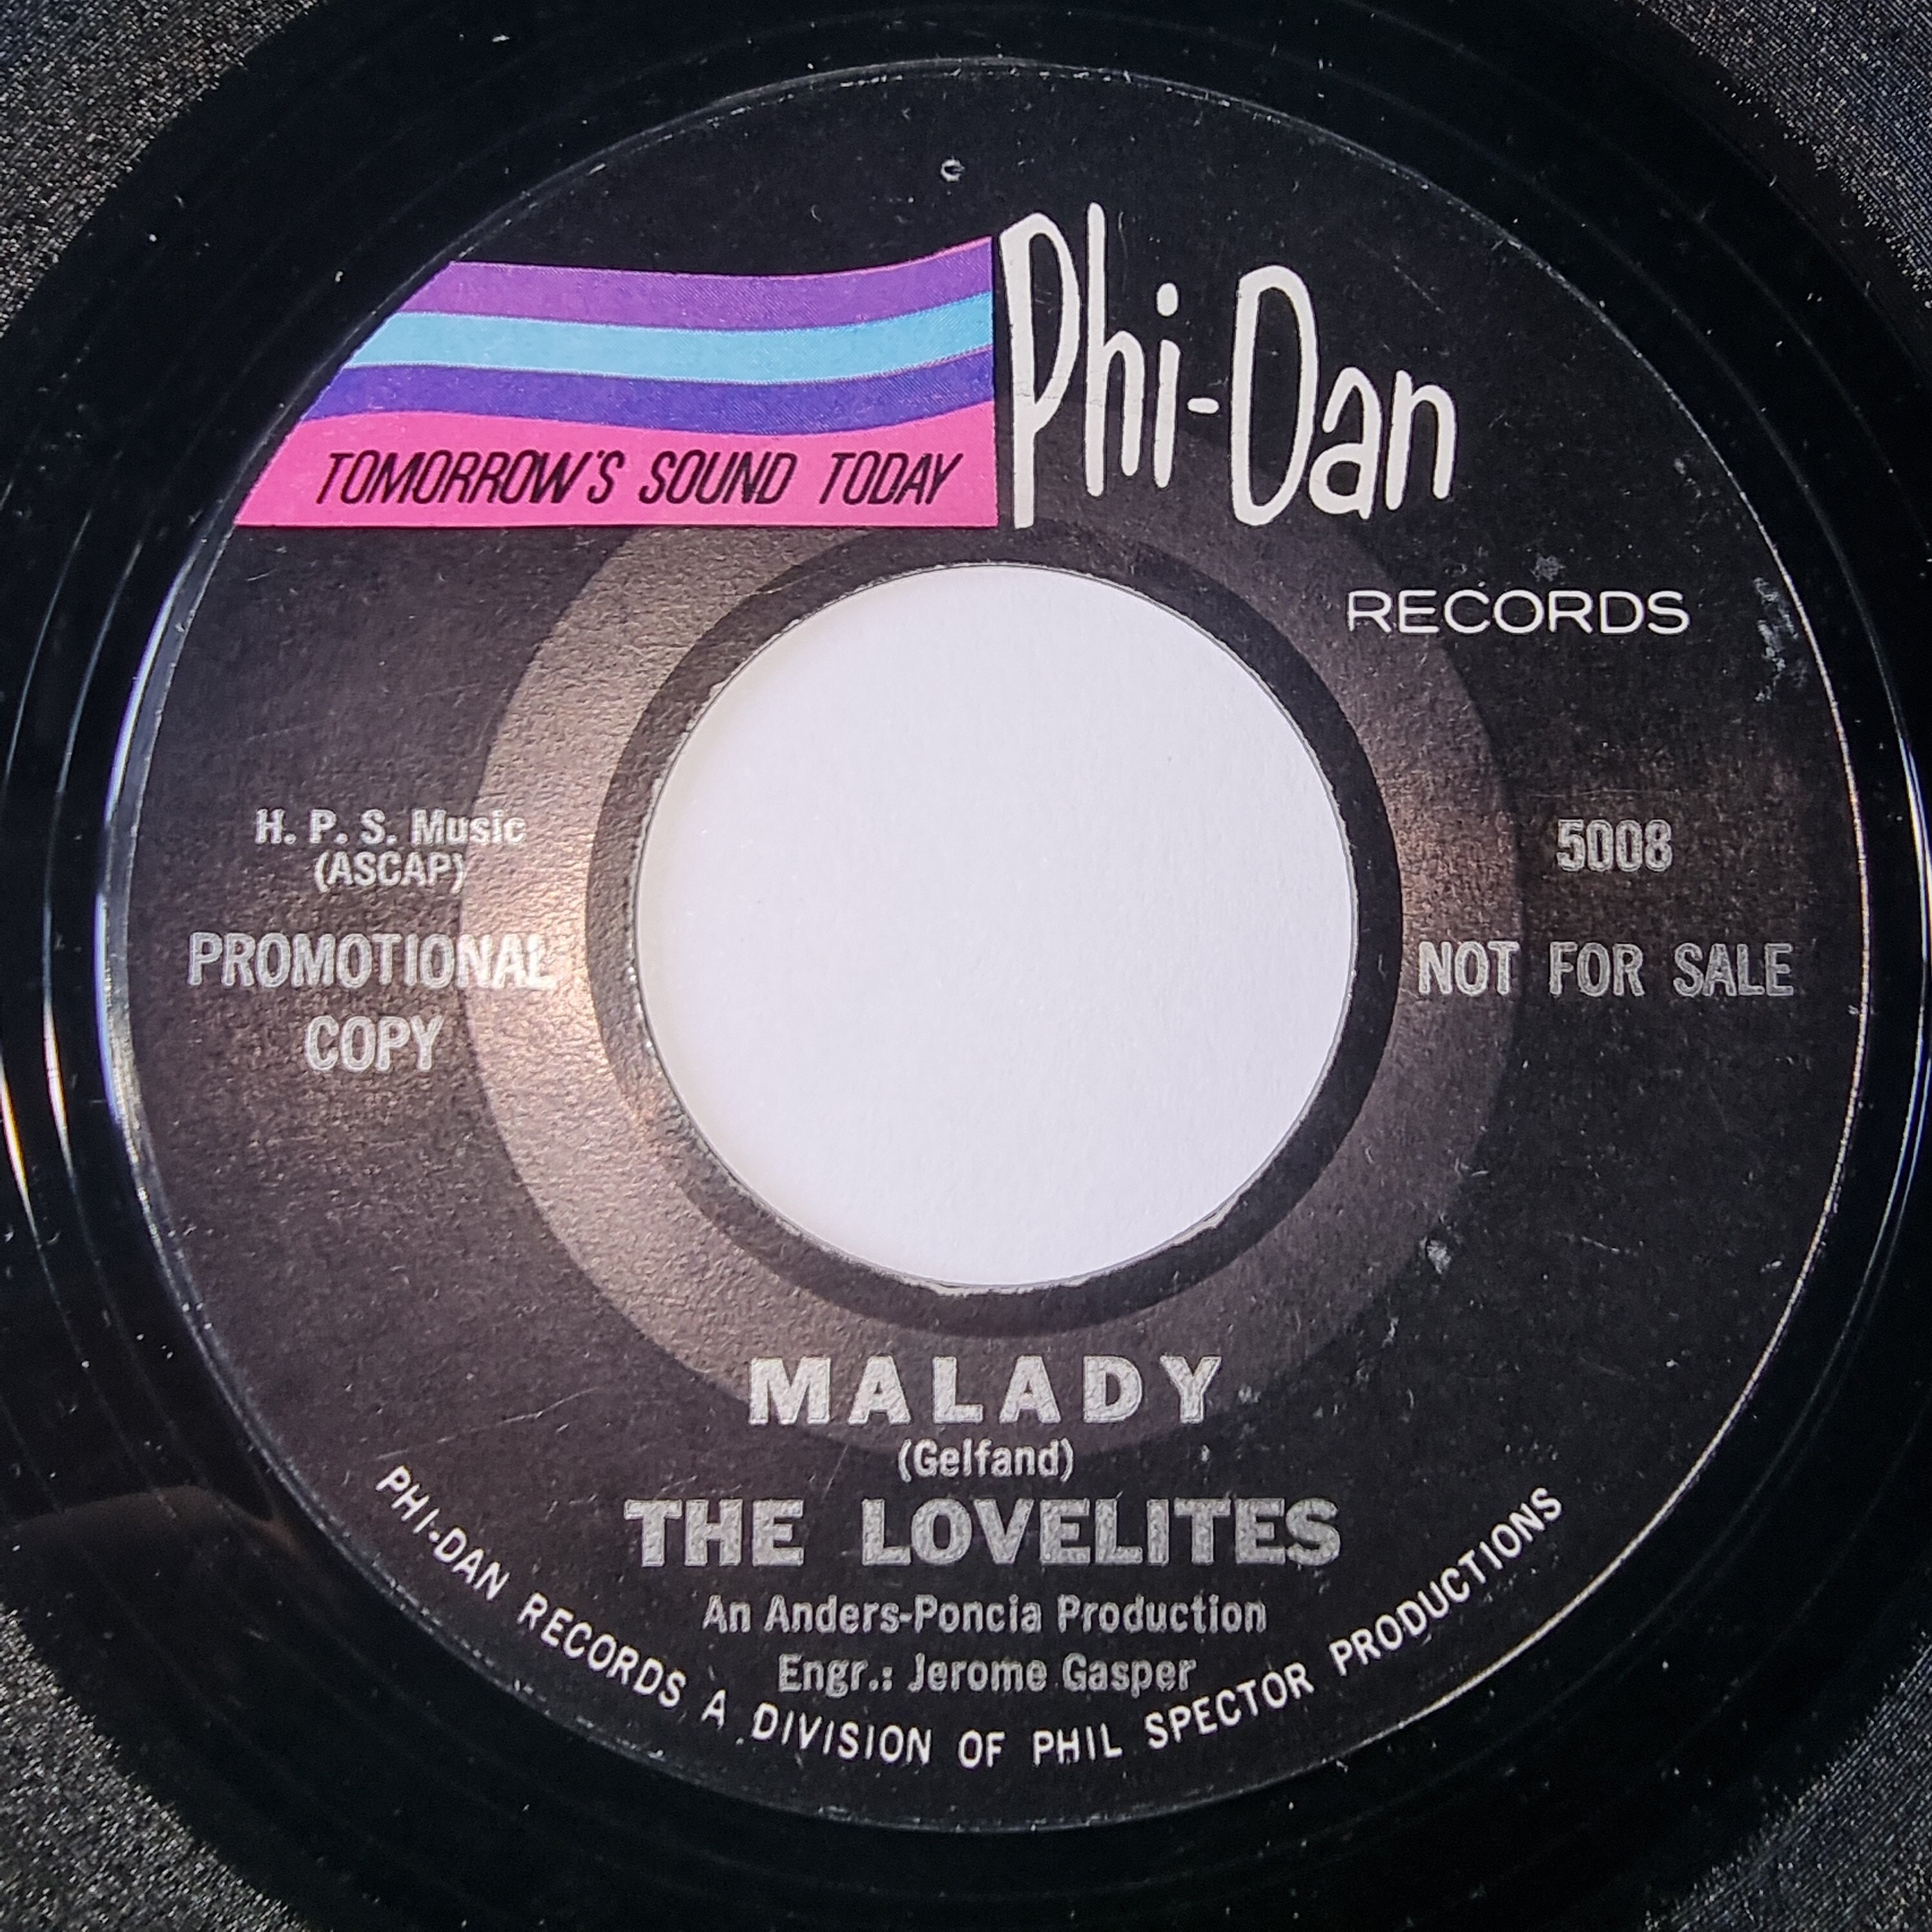 Phi-Dan
TOMORROW'S SOUND TODAY
RECORDS
H. P. S. Music
(ASCAP)
PROMOTIONAL
COPY
5008
NOT FOR SALE
MALADY
(Gelfand)
THE LOVELITES
An Anders-Poncia Production
Engr.: Jerome Gasper
PHI-DAN RECORDS A DIVISION OF PHIL SPECTOR PRODUCTIONS